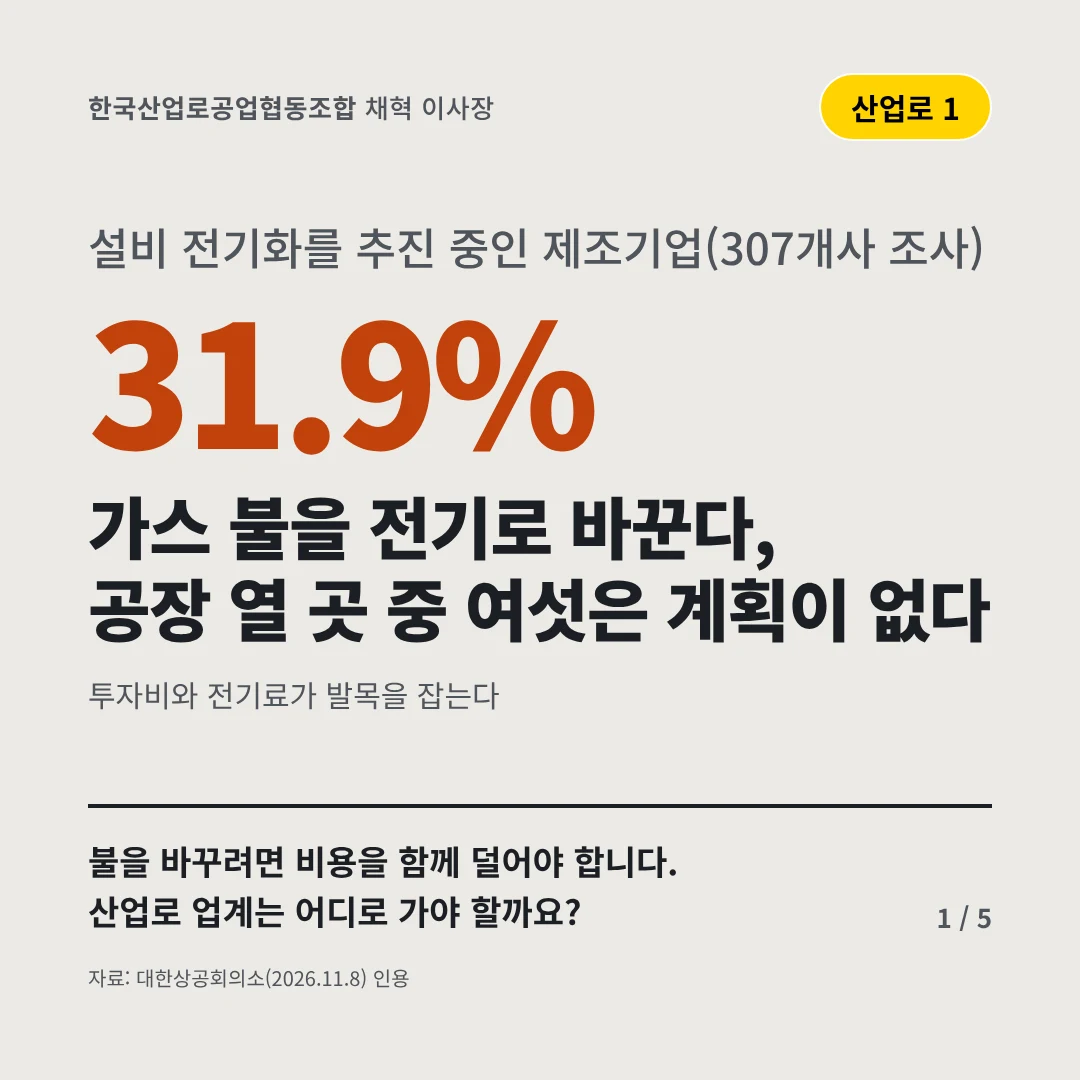 한국산업로공업협동조합 채혁 이사장
산업로 1
설비 전기화를 추진 중인 제조기업(307개사 조사)
31.9%
가스 불을 전기로 바꾼다,
공장 열 곳 중 여섯은 계획이 없다
투자비와 전기료가 발목을 잡는다
불을 바꾸려면 비용을 함께 덜어야 합니다.
산업로 업계는 어디로 가야 할까요?
1 / 5
자료: 대한상공회의소(2026.11.8) 인용